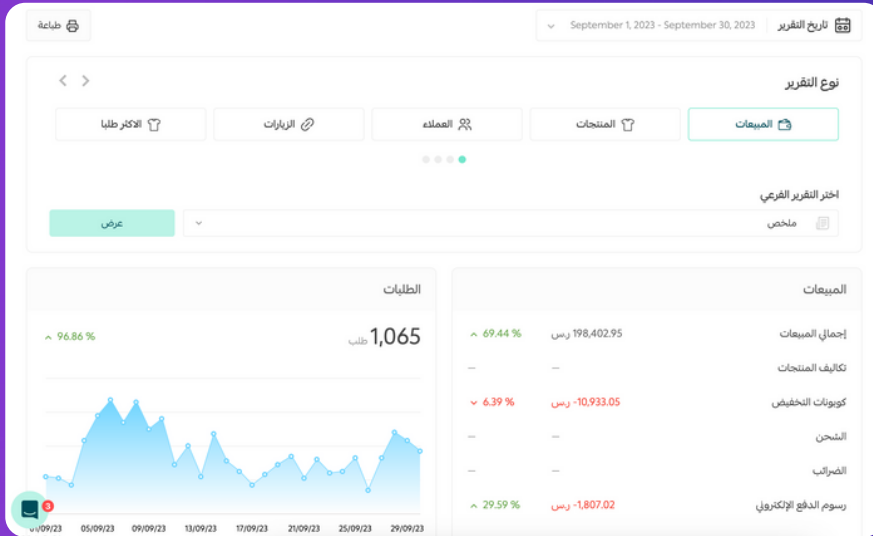 تاريخ التقرير September 1, 2023 - September 30, 2023
طباعة
نوع التقرير
المبيعات
المنتجات
العملاء
الزيارات
الاكثر طلبا
اختر التقرير الفرعي
ملخص
عرض
المبيعات
إجمالي المبيعات 198,402.95 ر.س 69.44 %
تكاليف المنتجات – –
كوبونات التخفيض -10,933.05 ر.س 6.39 %
الشحن – –
الضرائب – –
رسوم الدفع الإلكتروني -1,807.02 ر.س 29.59 %
الطلبات
1,065 طلب
96.86 %
01/09/23 05/09/23 09/09/23 13/09/23 17/09/23 21/09/23 25/09/23 29/09/23
3